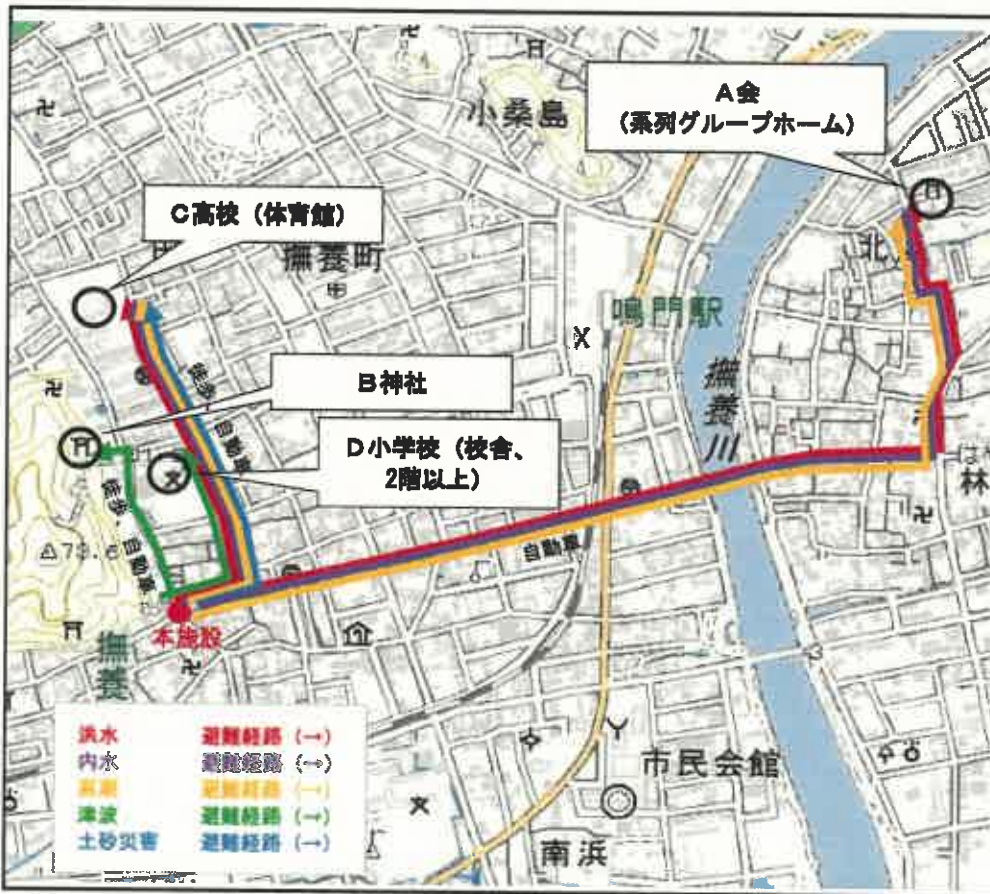 小桑島
A会
(系列グループホーム)
C高校(体育館)
撫養町
北
鳴門駅
B神社
撫養川
D小学校(校舎、
2階以上)
徒歩、自動車
徒歩、自動車
林
△73.6
自動車
本施設
撫養
洪水 避難経路(→)
内水 避難経路(→)
高潮 避難経路(→)
津波 避難経路(→)
土砂災害 避難経路(→)
市民会館
南浜